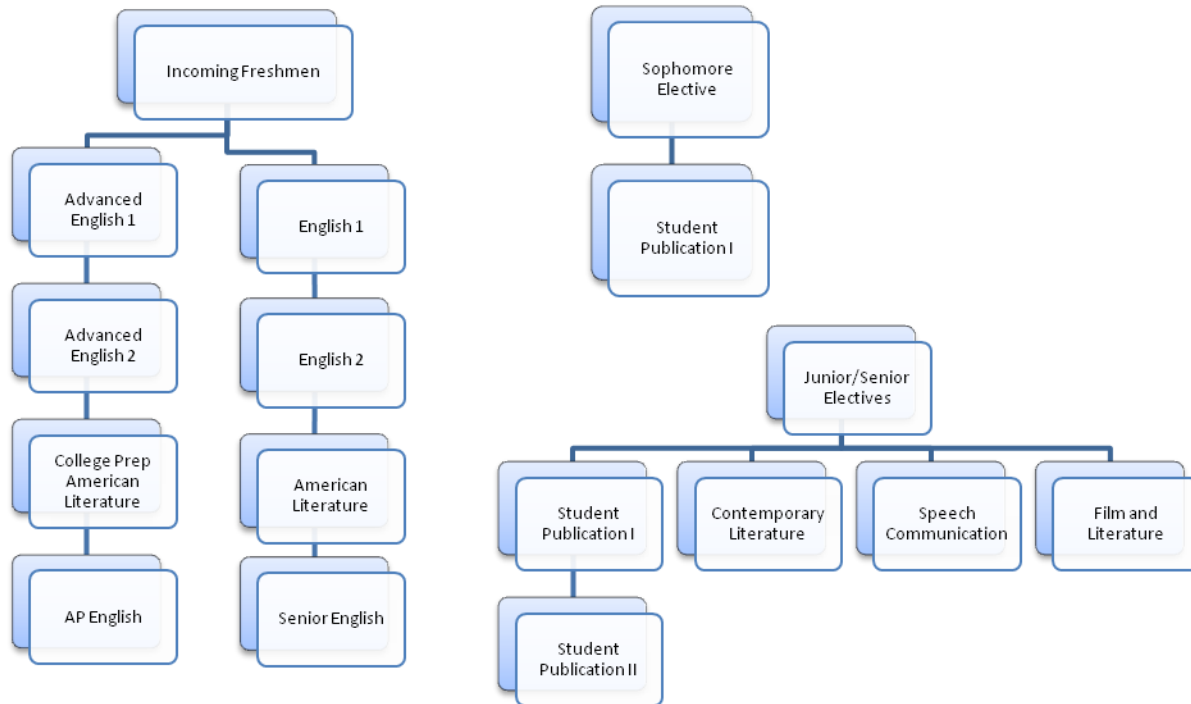 Incoming Freshmen
Advanced
English 1
Advanced
English 2
College Prep
American
Literature
AP English
English 1
English 2
American
Literature
Senior English
Sophomore
Elective
Student
Publication I
Junior/Senior
Electives
Student
Publication I
Student
Publication II
Contemporary
Literature
Speech
Communication
Film and
Literature